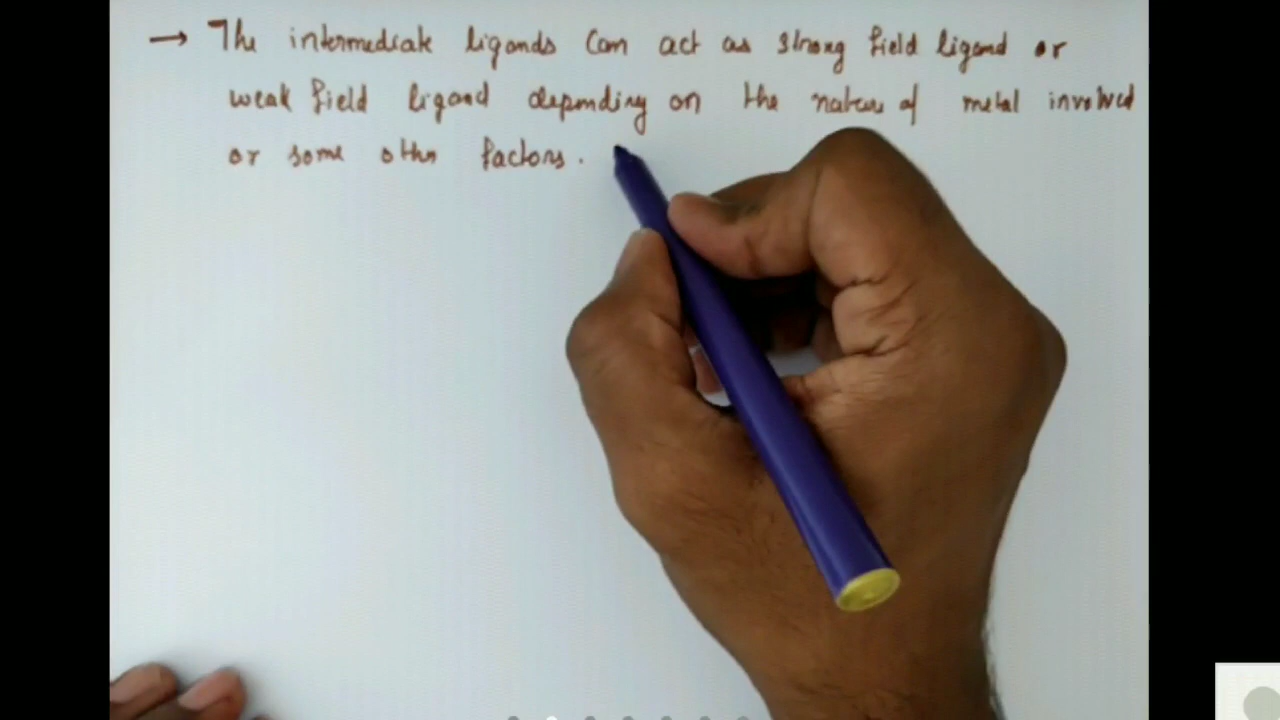 → The intermediate ligands can act as strong field ligand or
weak field ligand depending on the nature of metal involved
or some other factors.